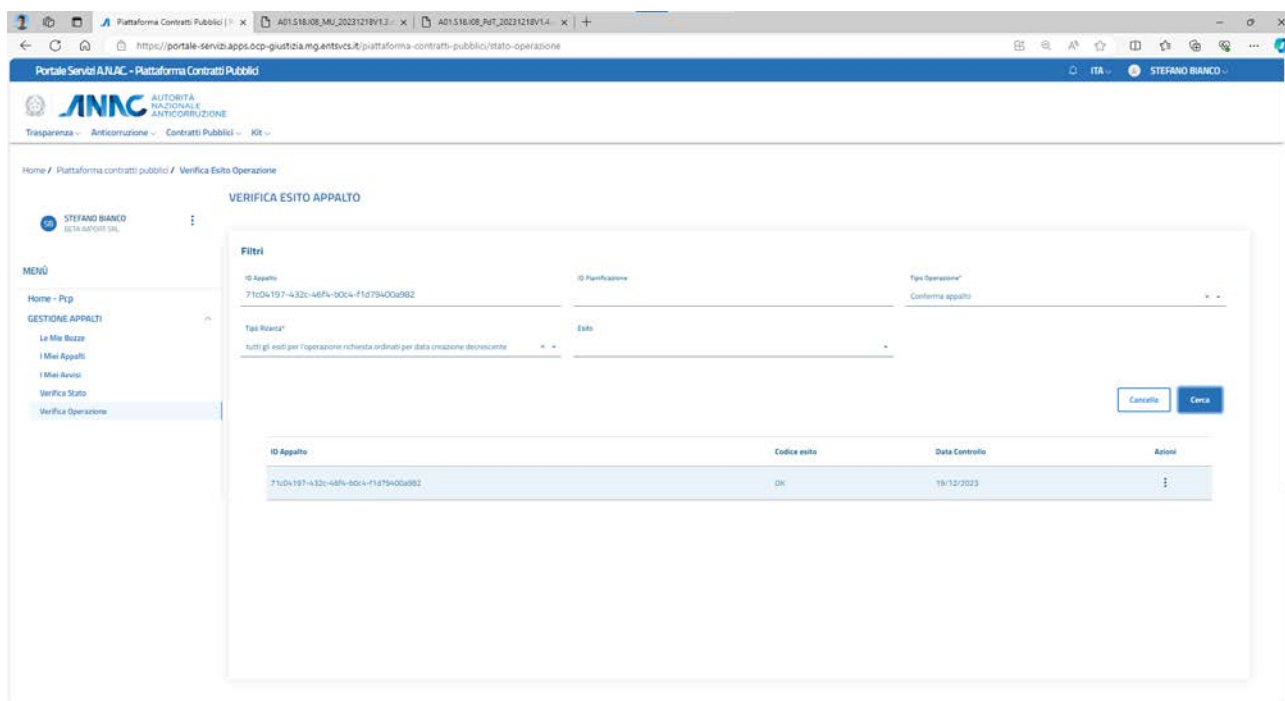 Piattaforma Contratti Pubblici | P
A01.S18.I08_MU_20231218V1.3
A01.S18.I08_PdT_20231218V1.4
https://portale-servizi.apps.ocp-giustizia.mg.entsvcs.it/piattaforma-contratti-pubblici/stato-operazione
Portale Servizi A.N.AC. - Piattaforma Contratti Pubblici
ITA
STEFANO BIANCO
ANAC
AUTORITÀ
NAZIONALE
ANTICORRUZIONE
Trasparenza Anticorruzione Contratti Pubblici Kit
Home / Piattaforma contratti pubblici / Verifica Esito Operazione
VERIFICA ESITO APPALTO
SB
STEFANO BIANCO
BETA IMPORT SRL
MENÙ
Home - Pcp
GESTIONE APPALTI
Le Mie Bozze
I Miei Appalti
I Miei Avvisi
Verifica Stato
Verifica Operazione
Filtri
ID Appalto ID Pianificazione Tipo Operazione*
71c04197-432c-46f4-b0c4-f1d79400a982 Conferma appalto
Tipo Ricerca* Esito
tutti gli esiti per l'operazione richiesta ordinati per data creazione decrescente
Cancella Cerca
ID Appalto Codice esito Data Controllo Azioni
71c04197-432c-46f4-b0c4-f1d79400a982 OK 19/12/2023